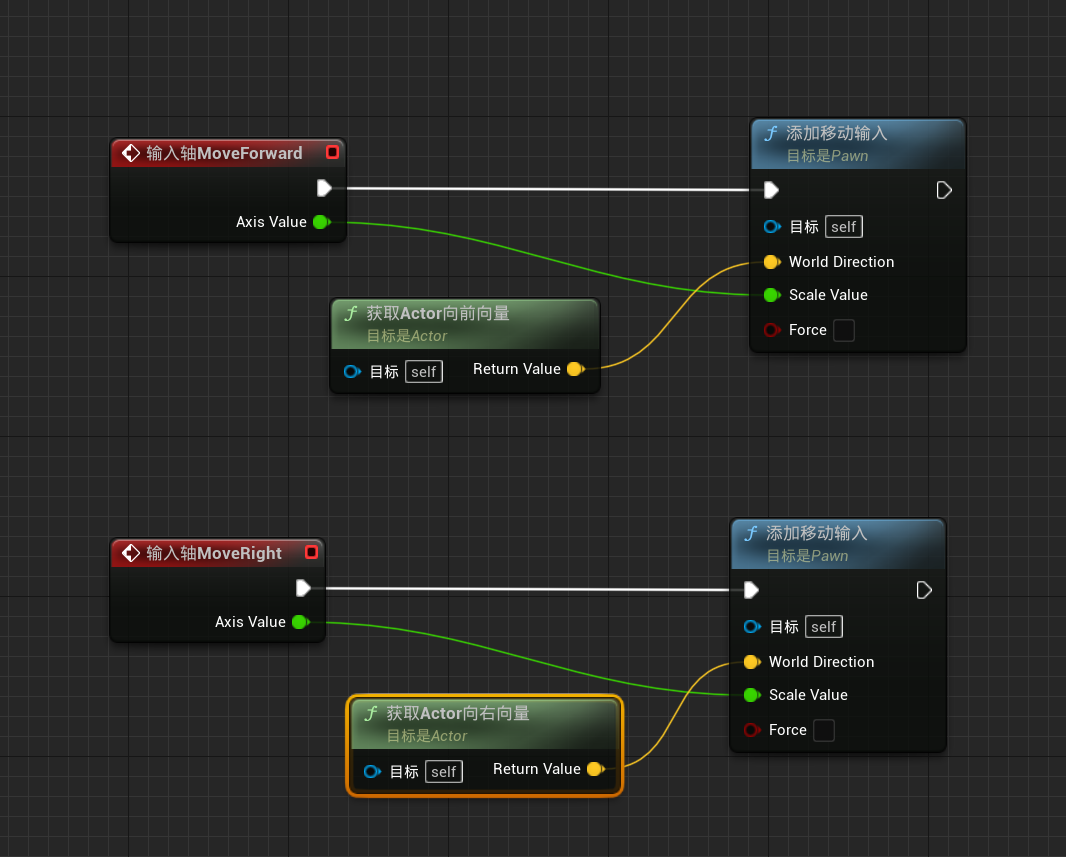 输入轴MoveForward
Axis Value
添加移动输入
目标是Pawn
目标 self
World Direction
Scale Value
Force
获取Actor向前向量
目标是Actor
目标 self Return Value
输入轴MoveRight
Axis Value
添加移动输入
目标是Pawn
目标 self
World Direction
Scale Value
Force
获取Actor向右向量
目标是Actor
目标 self Return Value